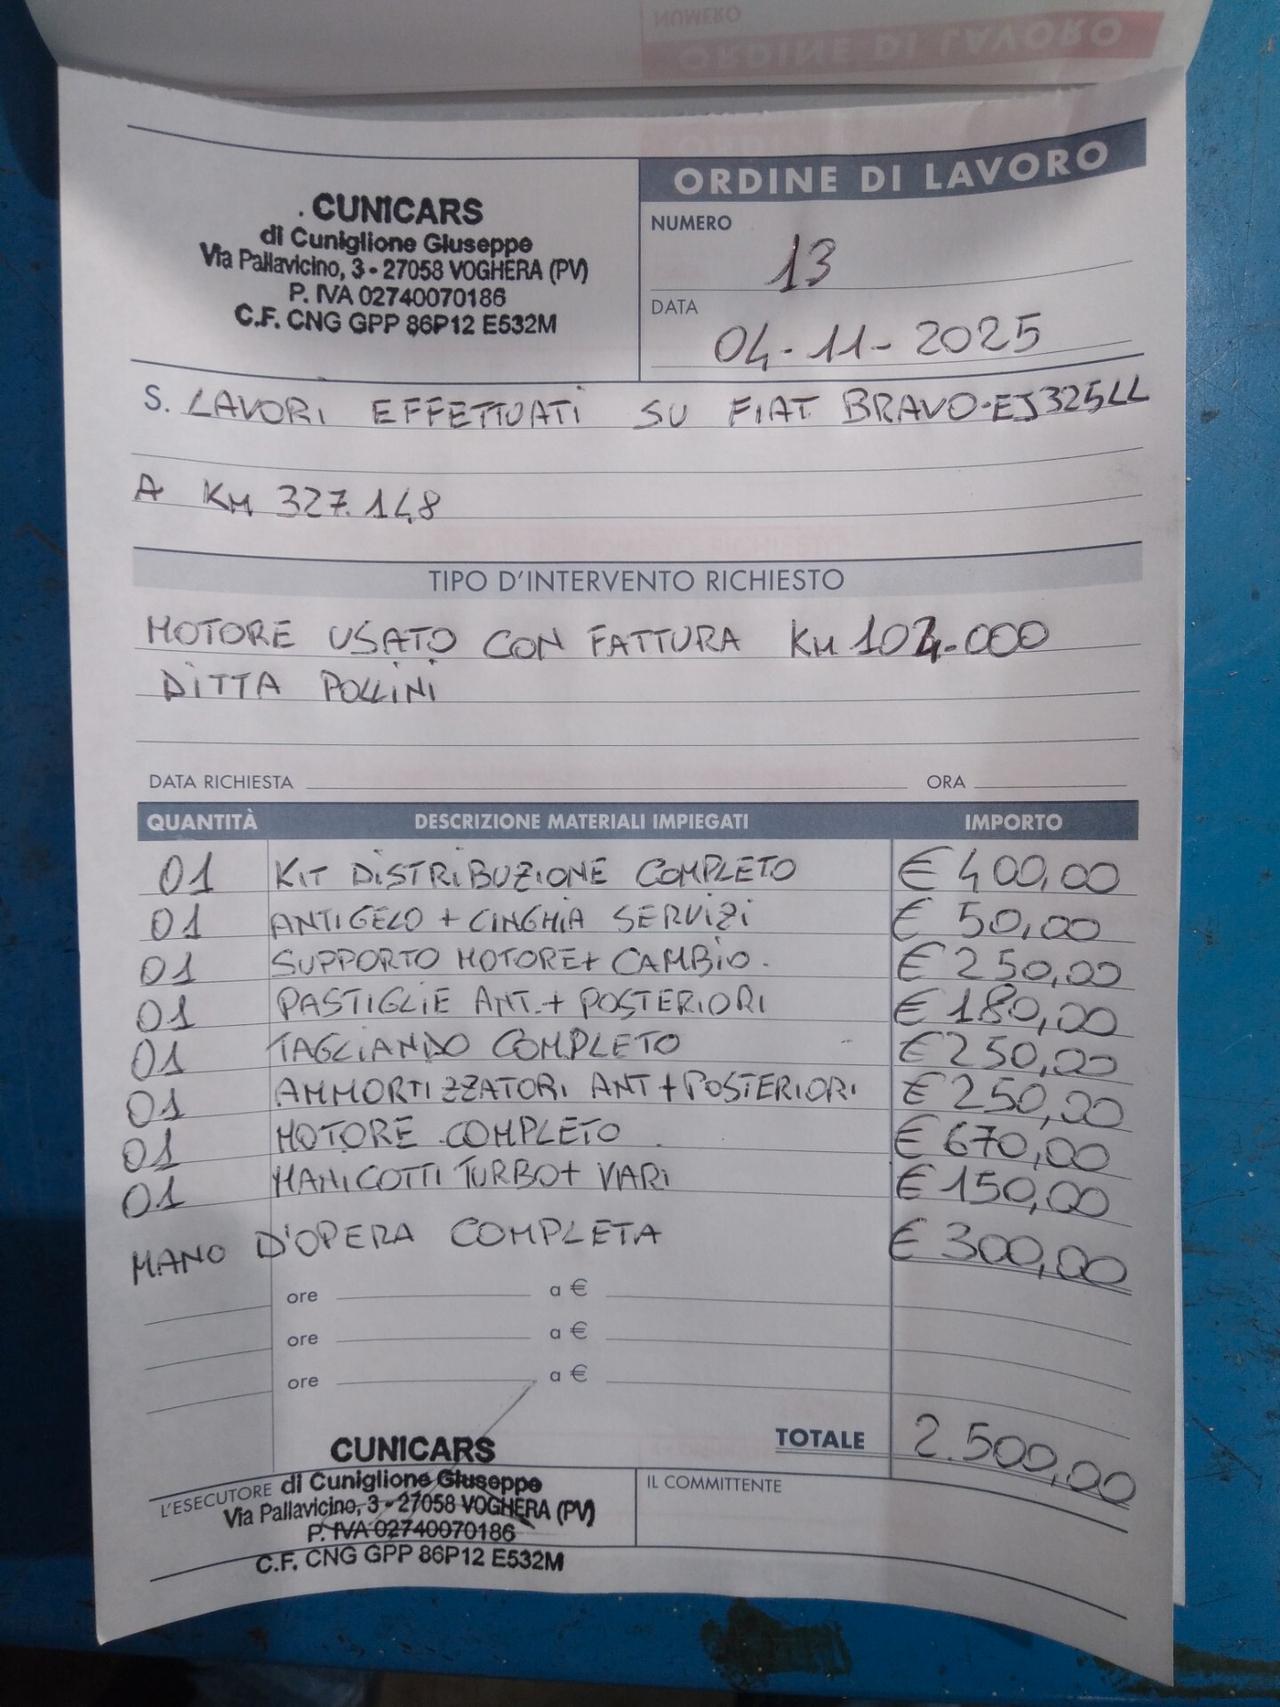 ORDINE DI LAVORO
NUMERO
CUNICARS
di Cuniglione Giuseppe
Via Pallavicino, 3 - 27058 VOGHERA (PV)
P. IVA 02740070186
C.F. CNG GPP 86P12 E532M
ORDINE DI LAVORO
NUMERO
13
DATA
04-11-2025
S. LAVORI EFFETTUATI SU FIAT BRAVO-EJ325LL
A KM 327.148
TIPO D'INTERVENTO RICHIESTO
MOTORE USATO CON FATTURA KM
DITTA POLLINI
DATA RICHIESTA ORA
QUANTITÀ DESCRIZIONE MATERIALI IMPIEGATI IMPORTO
01 KIT DISTRIBUZIONE COMPLETO € 400,00
01 ANTIGELO + CINGHIA SERVIZI € 50,00
01 SUPPORTO MOTORE+ CAMBIO. € 250,00
01 PASTIGLIE ANT.+ POSTERIORI € 180,00
01 TAGLIANDO COMPLETO € 250,00
01 AMMORTIZZATORI ANT + POSTERIORI € 250,00
01 MOTORE COMPLETO € 670,00
01 MANICOTTI TURBO+ VARI € 150,00
MANO D'OPERA COMPLETA € 300,00
ore a €
ore a €
ore a €
TOTALE 2.500,00
L'ESECUTORE
CUNICARS
di Cuniglione Giuseppe
Via Pallavicino, 3 - 27058 VOGHERA (PV)
P. IVA 02740070186
C.F. CNG GPP 86P12 E532M
IL COMMITTENTE